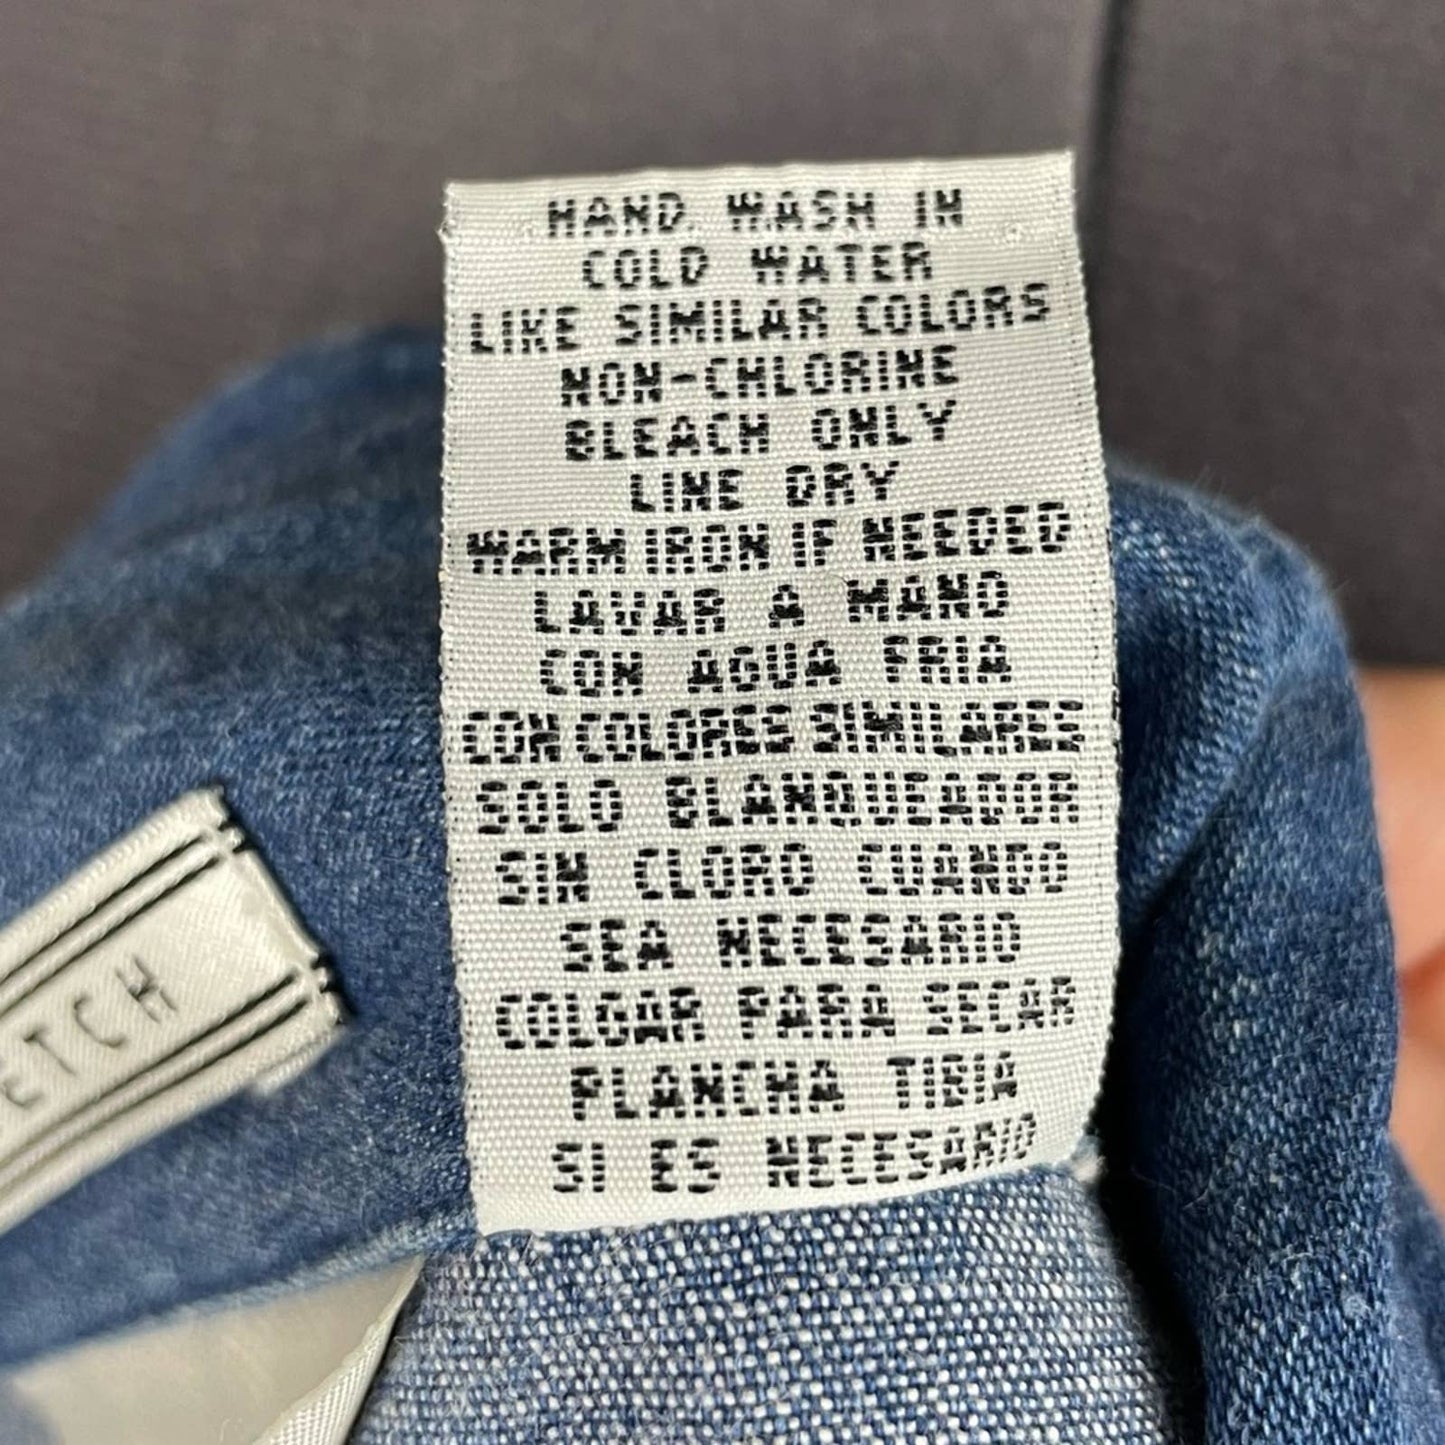 HAND WASH IN
COLD WATER
LIKE SIMILAR COLORS
NON-CHLORINE
BLEACH ONLY
LINE DRY
WARM IRON IF NEEDED
LAVAR A MANO
CON AGUA FRIA
CON COLORES SIMILARES
SOLO BLANQUEADOR
SIN CLORO CUANDO
SEA NECESARIO
COLGAR PARA SECAR
PLANCHA TIBIA
SI ES NECESARIO
ETCH